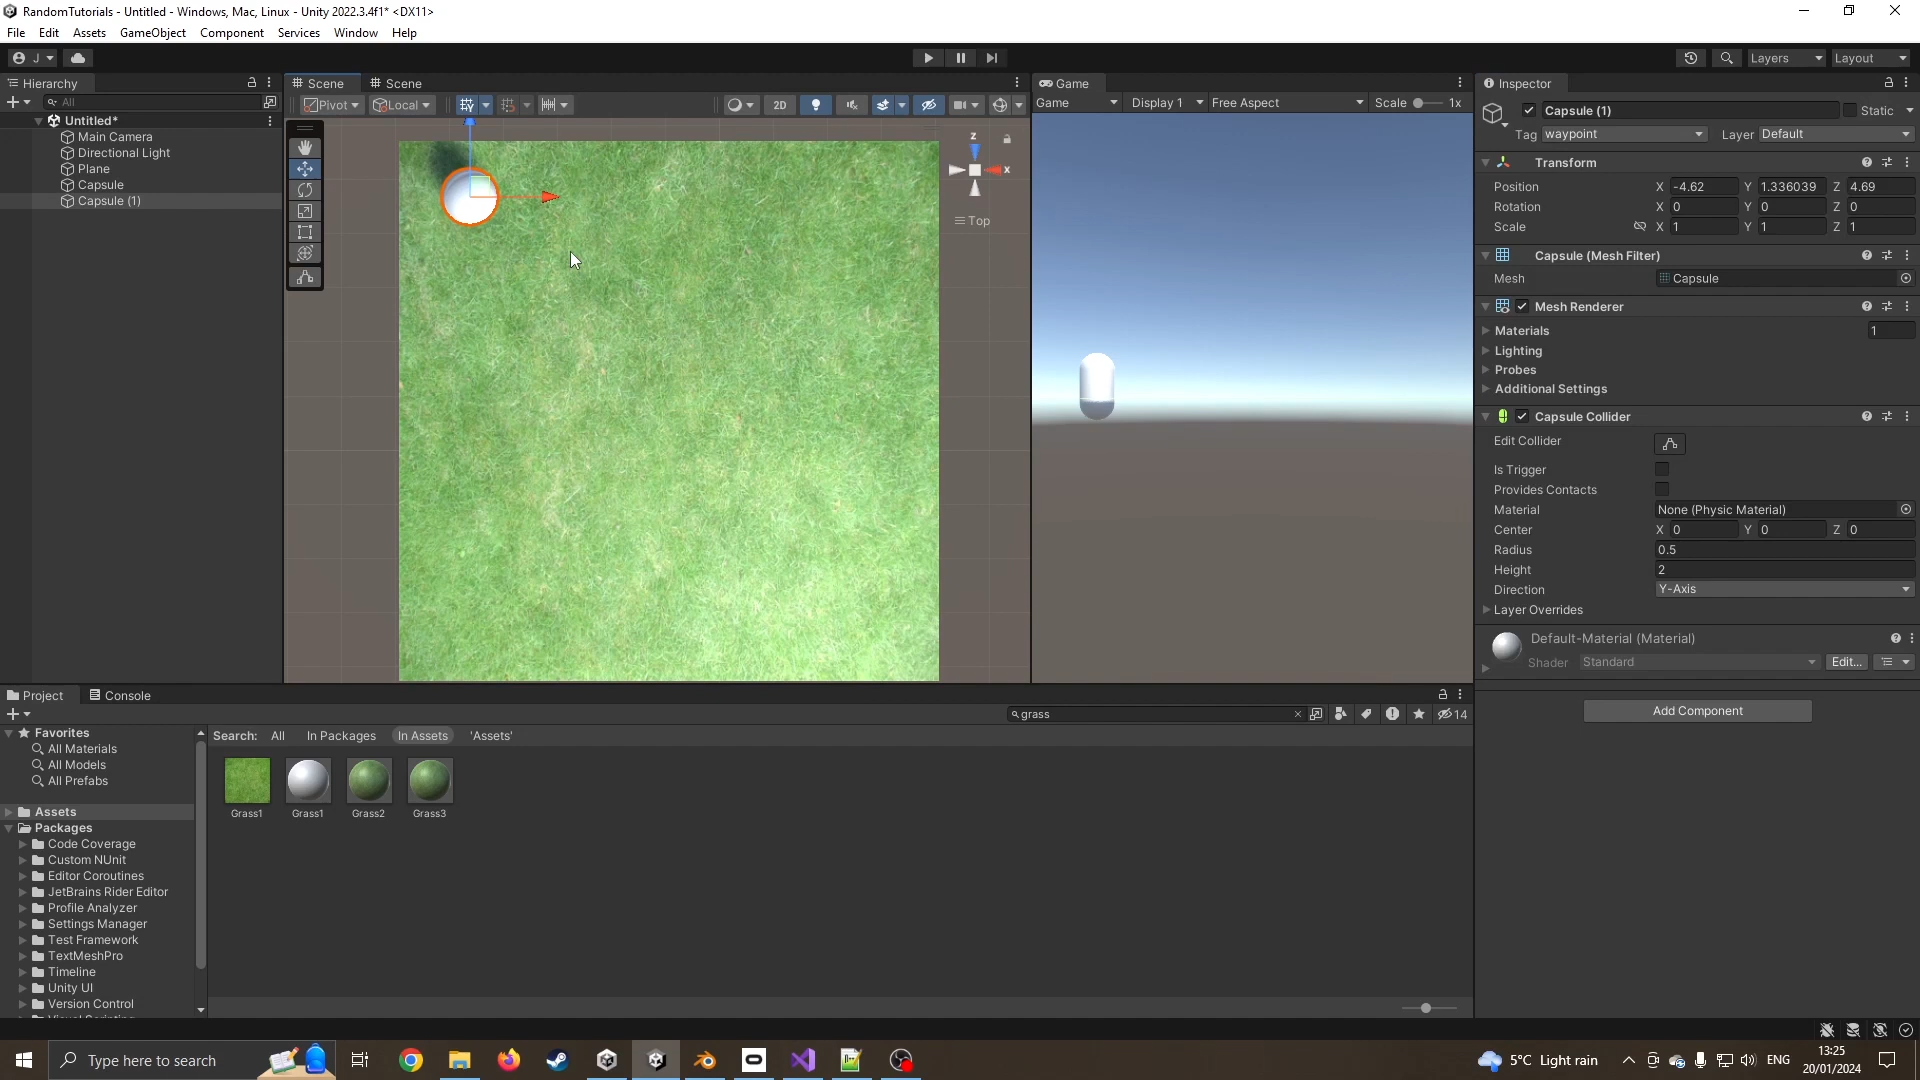 RandomTutorials - Untitled - Windows, Mac, Linux - Unity 2022.3.4f1* <DX11>
File Edit Assets GameObject Component Services Window Help
J Layers Layout
Hierarchy Scene Scene Game Inspector
All Pivot Local 2D Game Display 1 Free Aspect Scale 1x Capsule (1) Static
Untitled*
Main Camera
Directional Light
Plane
Capsule
Capsule (1)
z
x
Top
Tag waypoint Layer Default
Transform
Position X -4.62 Y 1.336039 Z 4.69
Rotation X 0 Y 0 Z 0
Scale X 1 Y 1 Z 1
Capsule (Mesh Filter)
Mesh Capsule
Mesh Renderer
Materials 1
Lighting
Probes
Additional Settings
Capsule Collider
Edit Collider
Is Trigger
Provides Contacts
Material None (Physic Material)
Center X 0 Y 0 Z 0
Radius 0.5
Height 2
Direction Y-Axis
Layer Overrides
Default-Material (Material)
Shader Standard Edit...
Add Component
Project Console
grass 14
Favorites
All Materials
All Models
All Prefabs
Assets
Packages
Code Coverage
Custom NUnit
Editor Coroutines
JetBrains Rider Editor
Profile Analyzer
Settings Manager
Test Framework
TextMeshPro
Timeline
Unity UI
Version Control
Search: All In Packages In Assets 'Assets'
Grass1 Grass1 Grass2 Grass3
Type here to search
5°C Light rain ENG 13:25
20/01/2024